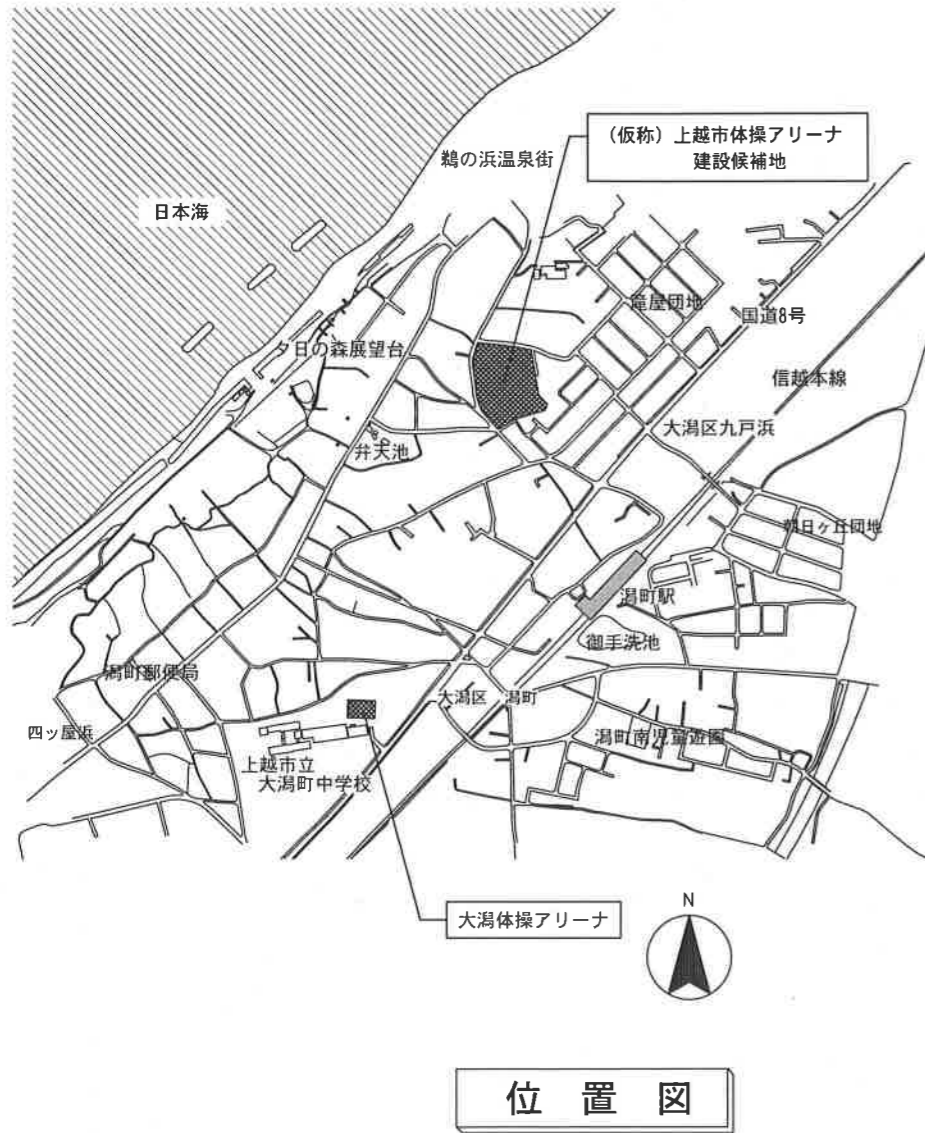 (仮称)上越市体操アリーナ
建設候補地
鵜の浜温泉街
日本海
滝屋団地
国道8号
夕日の森展望台
信越本線
大潟区九戸浜
弁天池
朝日ヶ丘団地
潟町駅
御手洗池
潟町郵便局
大潟区 潟町
四ッ屋浜
潟町南児童遊園
上越市立
大潟町中学校
大潟体操アリーナ
N
位置図